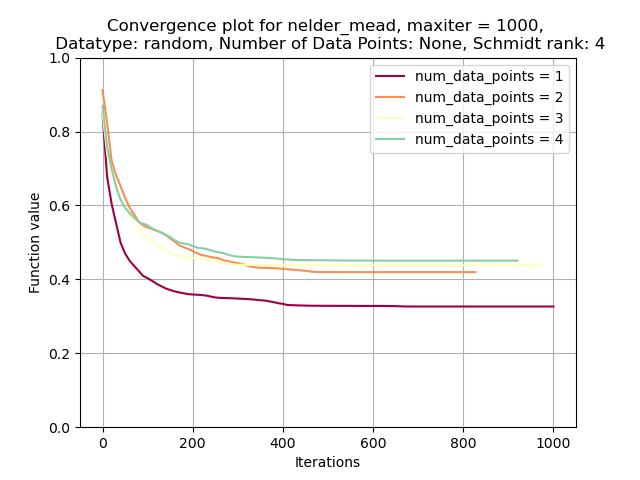 Convergence plot for nelder_mead, maxiter = 1000,
Datatype: random, Number of Data Points: None, Schmidt rank: 4
1.0
0.8
0.6
0.4
0.2
0.0
Function value
num_data_points = 1
num_data_points = 2
num_data_points = 3
num_data_points = 4
0 200 400 600 800 1000
Iterations